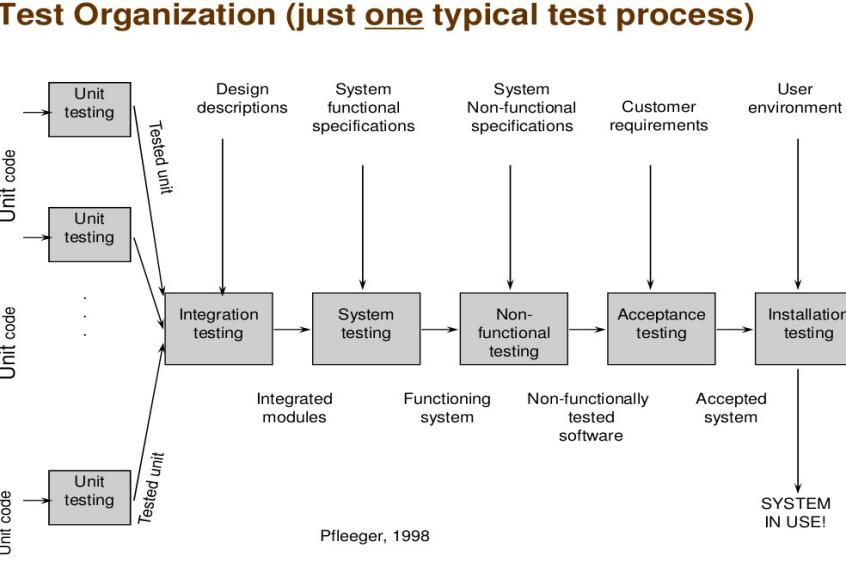 Test Organization (just one typical test process)
Unit
testing
Design
descriptions
System
functional
specifications
System
Non-functional
specifications
Customer
requirements
User
environment
Unit code
Tested unit
Unit
testing
.
.
.
Unit code
Integration
testing
System
testing
Non-
functional
testing
Acceptance
testing
Installation
testing
Integrated
modules
Functioning
system
Non-functionally
tested
software
Accepted
system
Unit
testing
Unit code
Tested unit
SYSTEM
IN USE!
Pfleeger, 1998